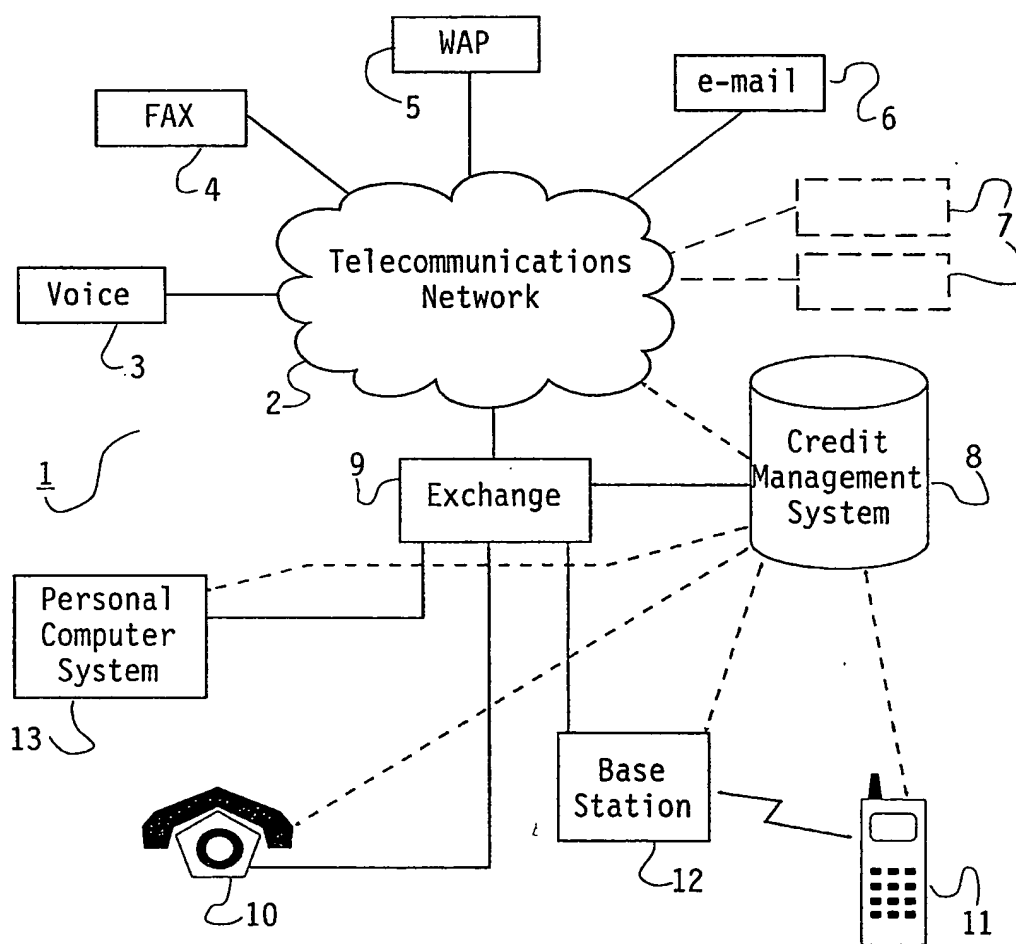 WAP
5
e-mail
6
FAX
4
7
Telecommunications
Network
Voice
3
2
1
9
Exchange
Credit
Management
System
8
Personal
Computer
System
13
Base
Station
12
10
11